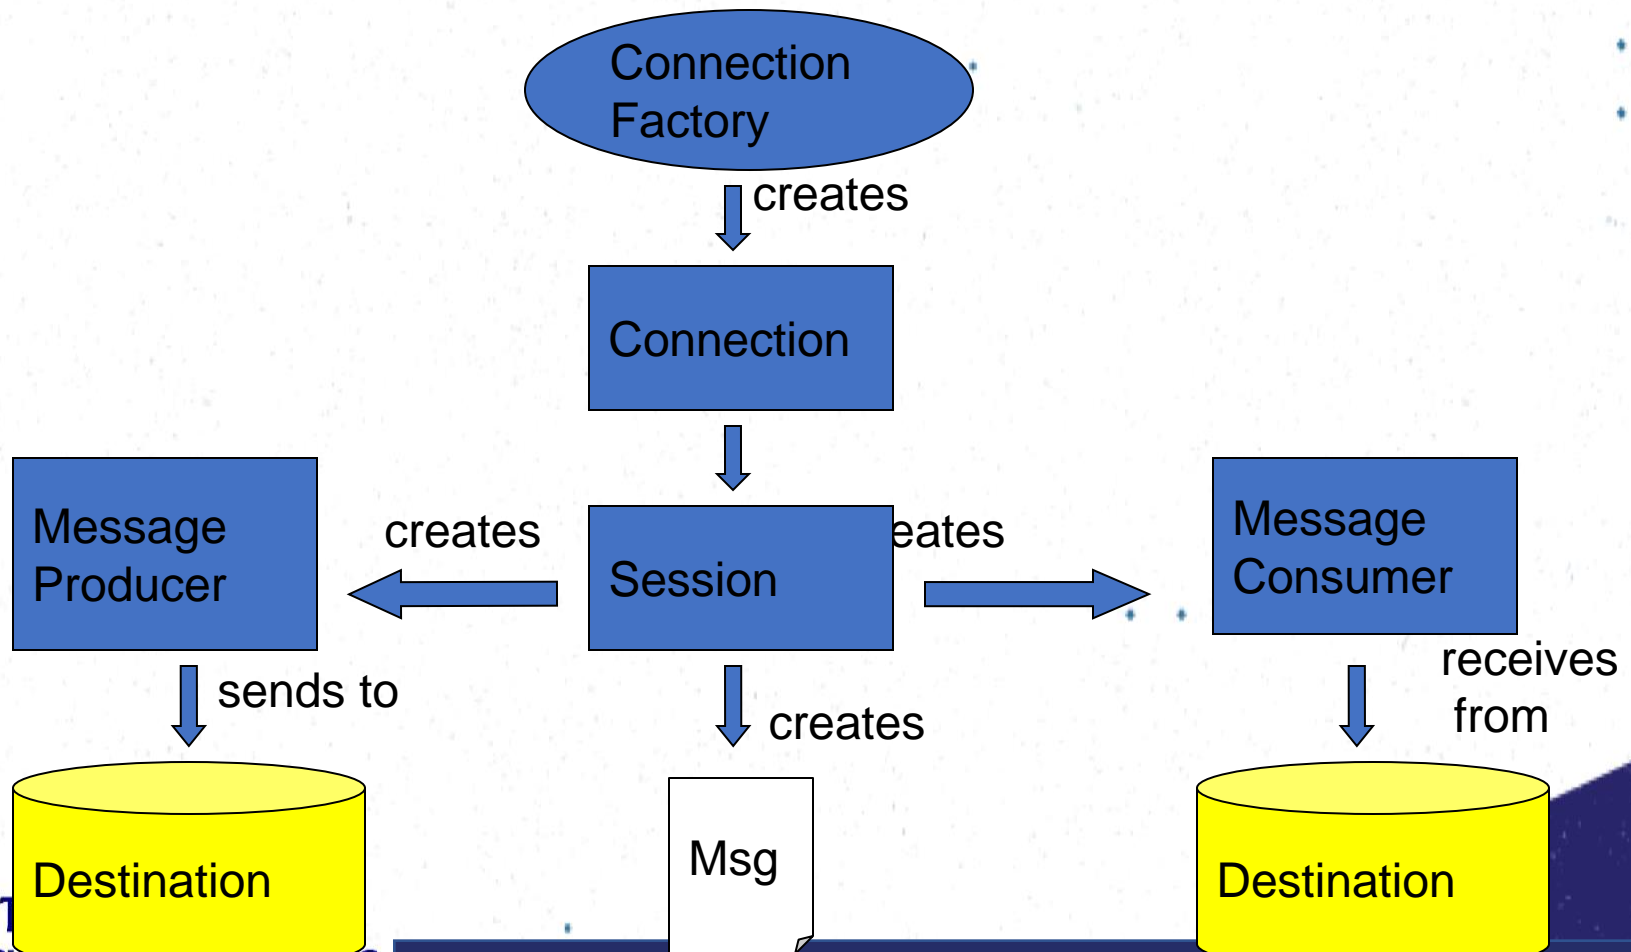 Connection
Factory
creates
Connection
Message
Producer
creates
Session
eates
Message
Consumer
sends to
creates
receives
from
Destination
Msg
Destination